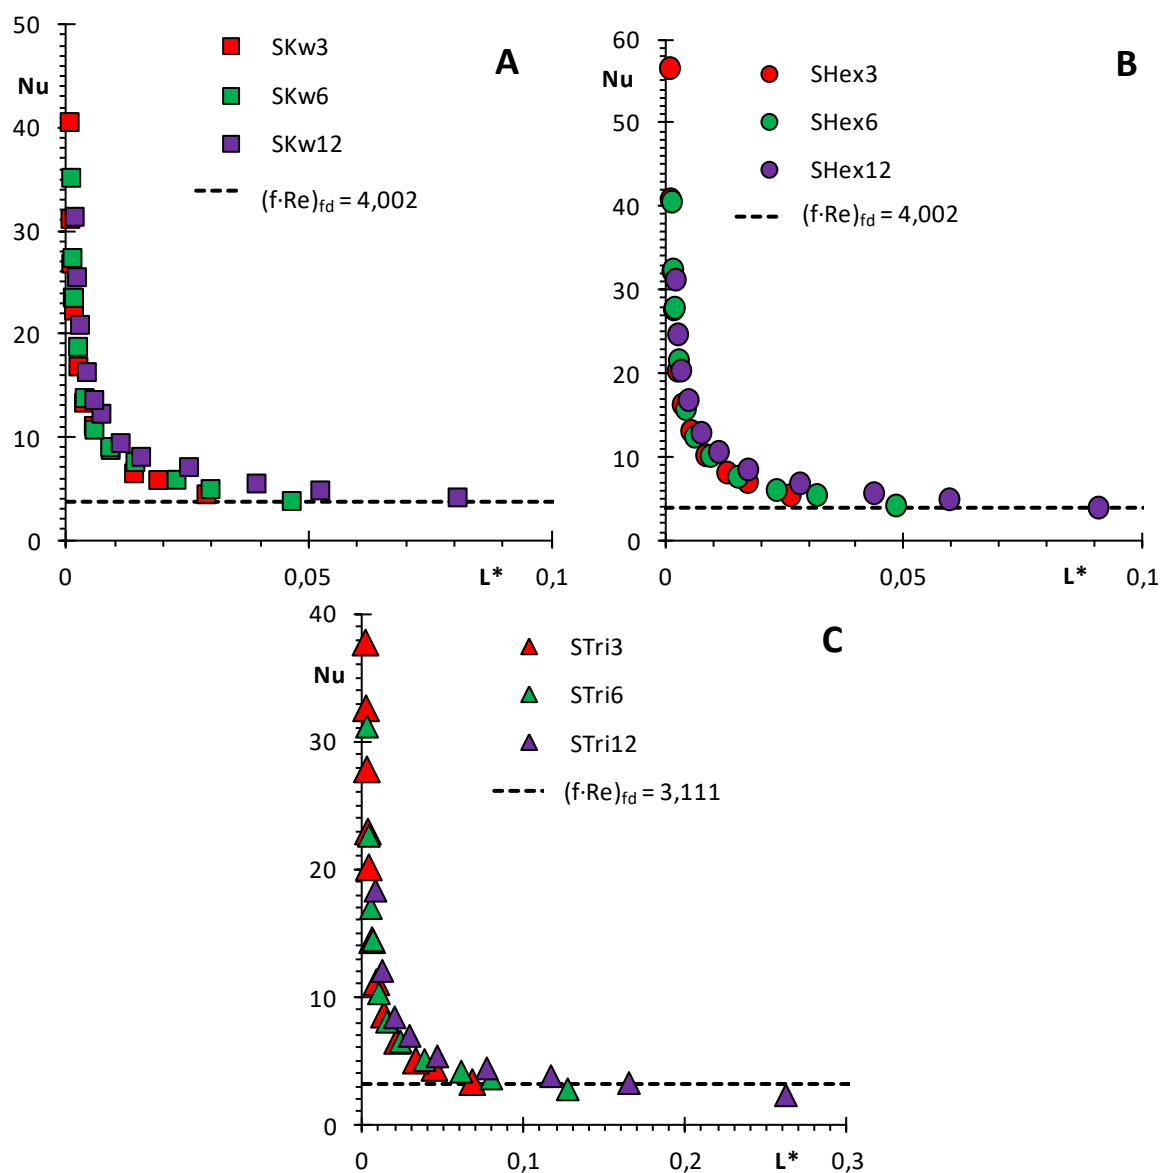 50
Nu
40
30
20
10
0
0
0,05
L*
0,1
A
SKw3
SKw6
SKw12
(f·Re)fd = 4,002
60
Nu
50
40
30
20
10
0
0
0,05
L*
0,1
B
SHex3
SHex6
SHex12
(f·Re)fd = 4,002
40
Nu
30
20
10
0
0
0,1
0,2
L*
0,3
C
STri3
STri6
STri12
(f·Re)fd = 3,111